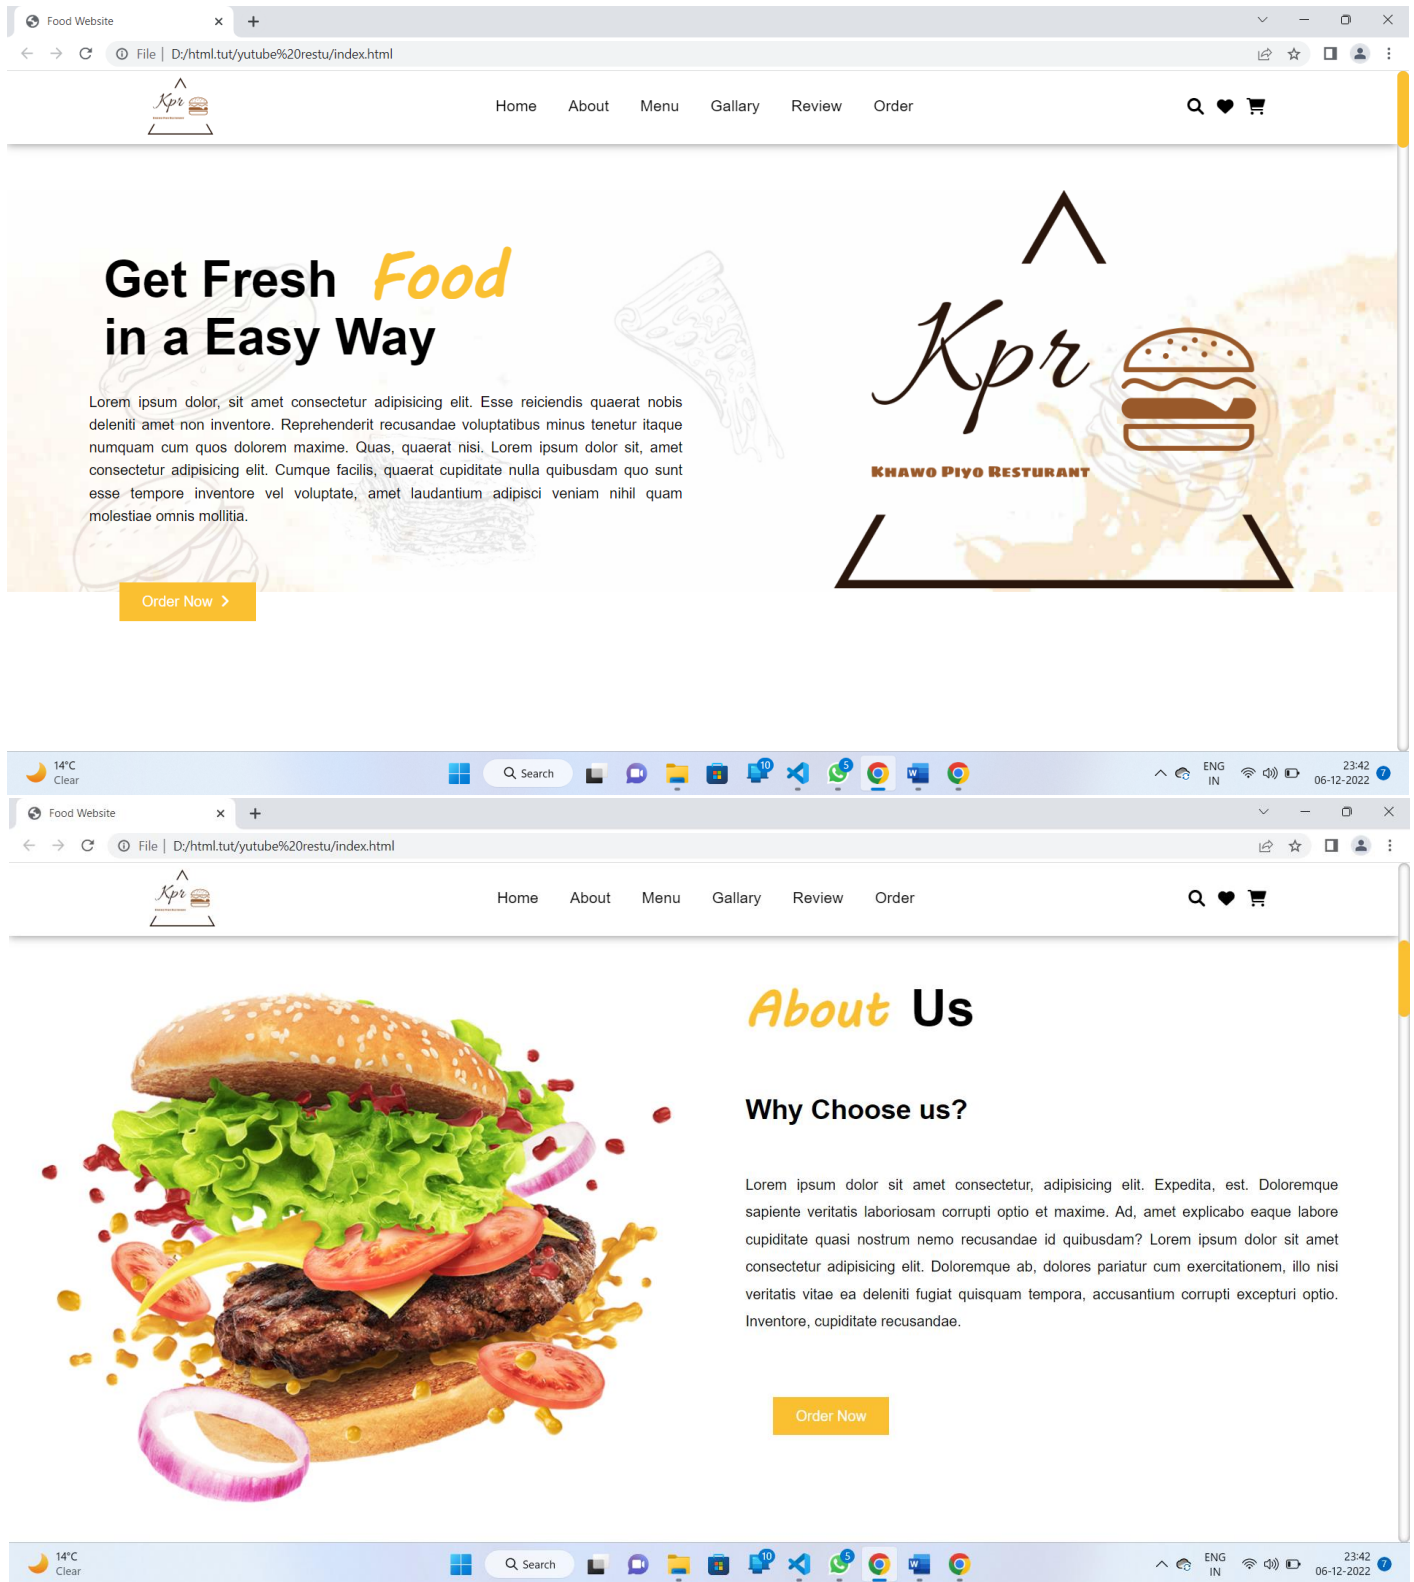 Food Website
File | D:/html.tut/yutube%20restu/index.html
Kpr
Home About Menu Gallary Review Order
Get Fresh Food
in a Easy Way
Lorem ipsum dolor, sit amet consectetur adipisicing elit. Esse reiciendis quaerat nobis
deleniti amet non inventore. Reprehenderit recusandae voluptatibus minus tenetur itaque
numquam cum quos dolorem maxime. Quas, quaerat nisi. Lorem ipsum dolor sit, amet
consectetur adipisicing elit. Cumque facilis, quaerat cupiditate nulla quibusdam quo sunt
esse tempore inventore vel voluptate, amet laudantium adipisci veniam nihil quam
molestiae omnis mollitia.
Order Now
Kpr
KHAWO PIYO RESTURANT
14°C
Clear
Search
10
5
ENG
IN
23:42
06-12-2022
7
Food Website
File | D:/html.tut/yutube%20restu/index.html
Kpr
Home About Menu Gallary Review Order
About Us
Why Choose us?
Lorem ipsum dolor sit amet consectetur, adipisicing elit. Expedita, est. Doloremque
sapiente veritatis laboriosam corrupti optio et maxime. Ad, amet explicabo eaque labore
cupiditate quasi nostrum nemo recusandae id quibusdam? Lorem ipsum dolor sit amet
consectetur adipisicing elit. Doloremque ab, dolores pariatur cum exercitationem, illo nisi
veritatis vitae ea deleniti fugiat quisquam tempora, accusantium corrupti excepturi optio.
Inventore, cupiditate recusandae.
Order Now
14°C
Clear
Search
10
5
ENG
IN
23:42
06-12-2022
7